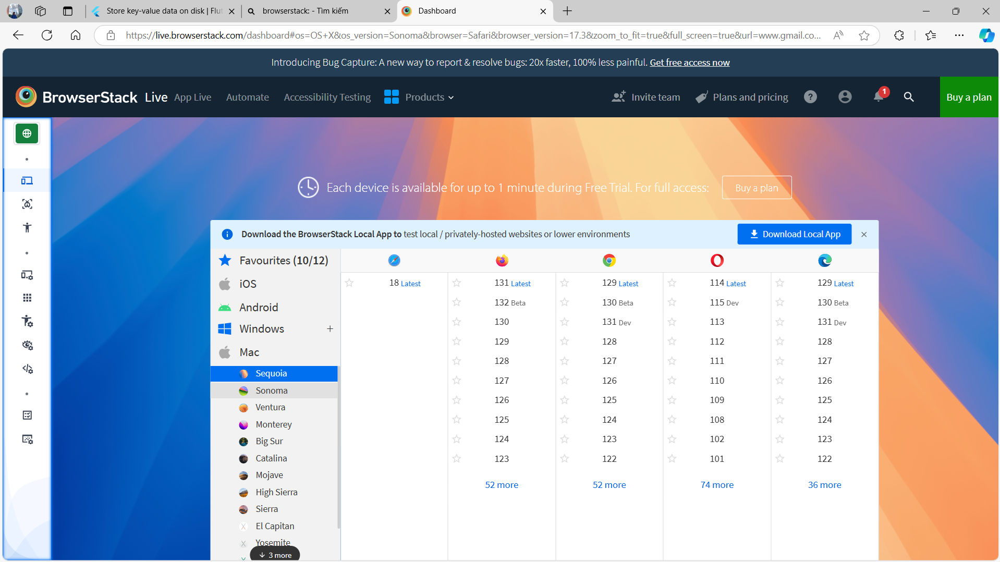 Store key-value data on disk | Flut
browserstack: - Tìm kiếm
Dashboard
https://live.browserstack.com/dashboard#os=OS+X&os_version=Sonoma&browser=Safari&browser_version=17.3&zoom_to_fit=true&full_screen=true&url=www.gmail.co...
Introducing Bug Capture: A new way to report & resolve bugs: 20x faster, 100% less painful. Get free access now
BrowserStack Live App Live Automate Accessibility Testing Products Invite team Plans and pricing ? 1 Buy a plan
Each device is available for up to 1 minute during Free Trial. For full access: Buy a plan
Download the BrowserStack Local App to test local / privately-hosted websites or lower environments Download Local App
Favourites (10/12)
iOS
Android
Windows +
Mac
Sequoia
Sonoma
Ventura
Monterey
Big Sur
Catalina
Mojave
High Sierra
Sierra
El Capitan
Yosemite
3 more
18 Latest 131 Latest 129 Latest 114 Latest 129 Latest
132 Beta 130 Beta 115 Dev 130 Beta
130 131 Dev 113 131 Dev
129 128 112 128
128 127 111 127
127 126 110 126
126 125 109 125
125 124 108 124
124 123 102 123
123 122 101 122
52 more 52 more 74 more 36 more